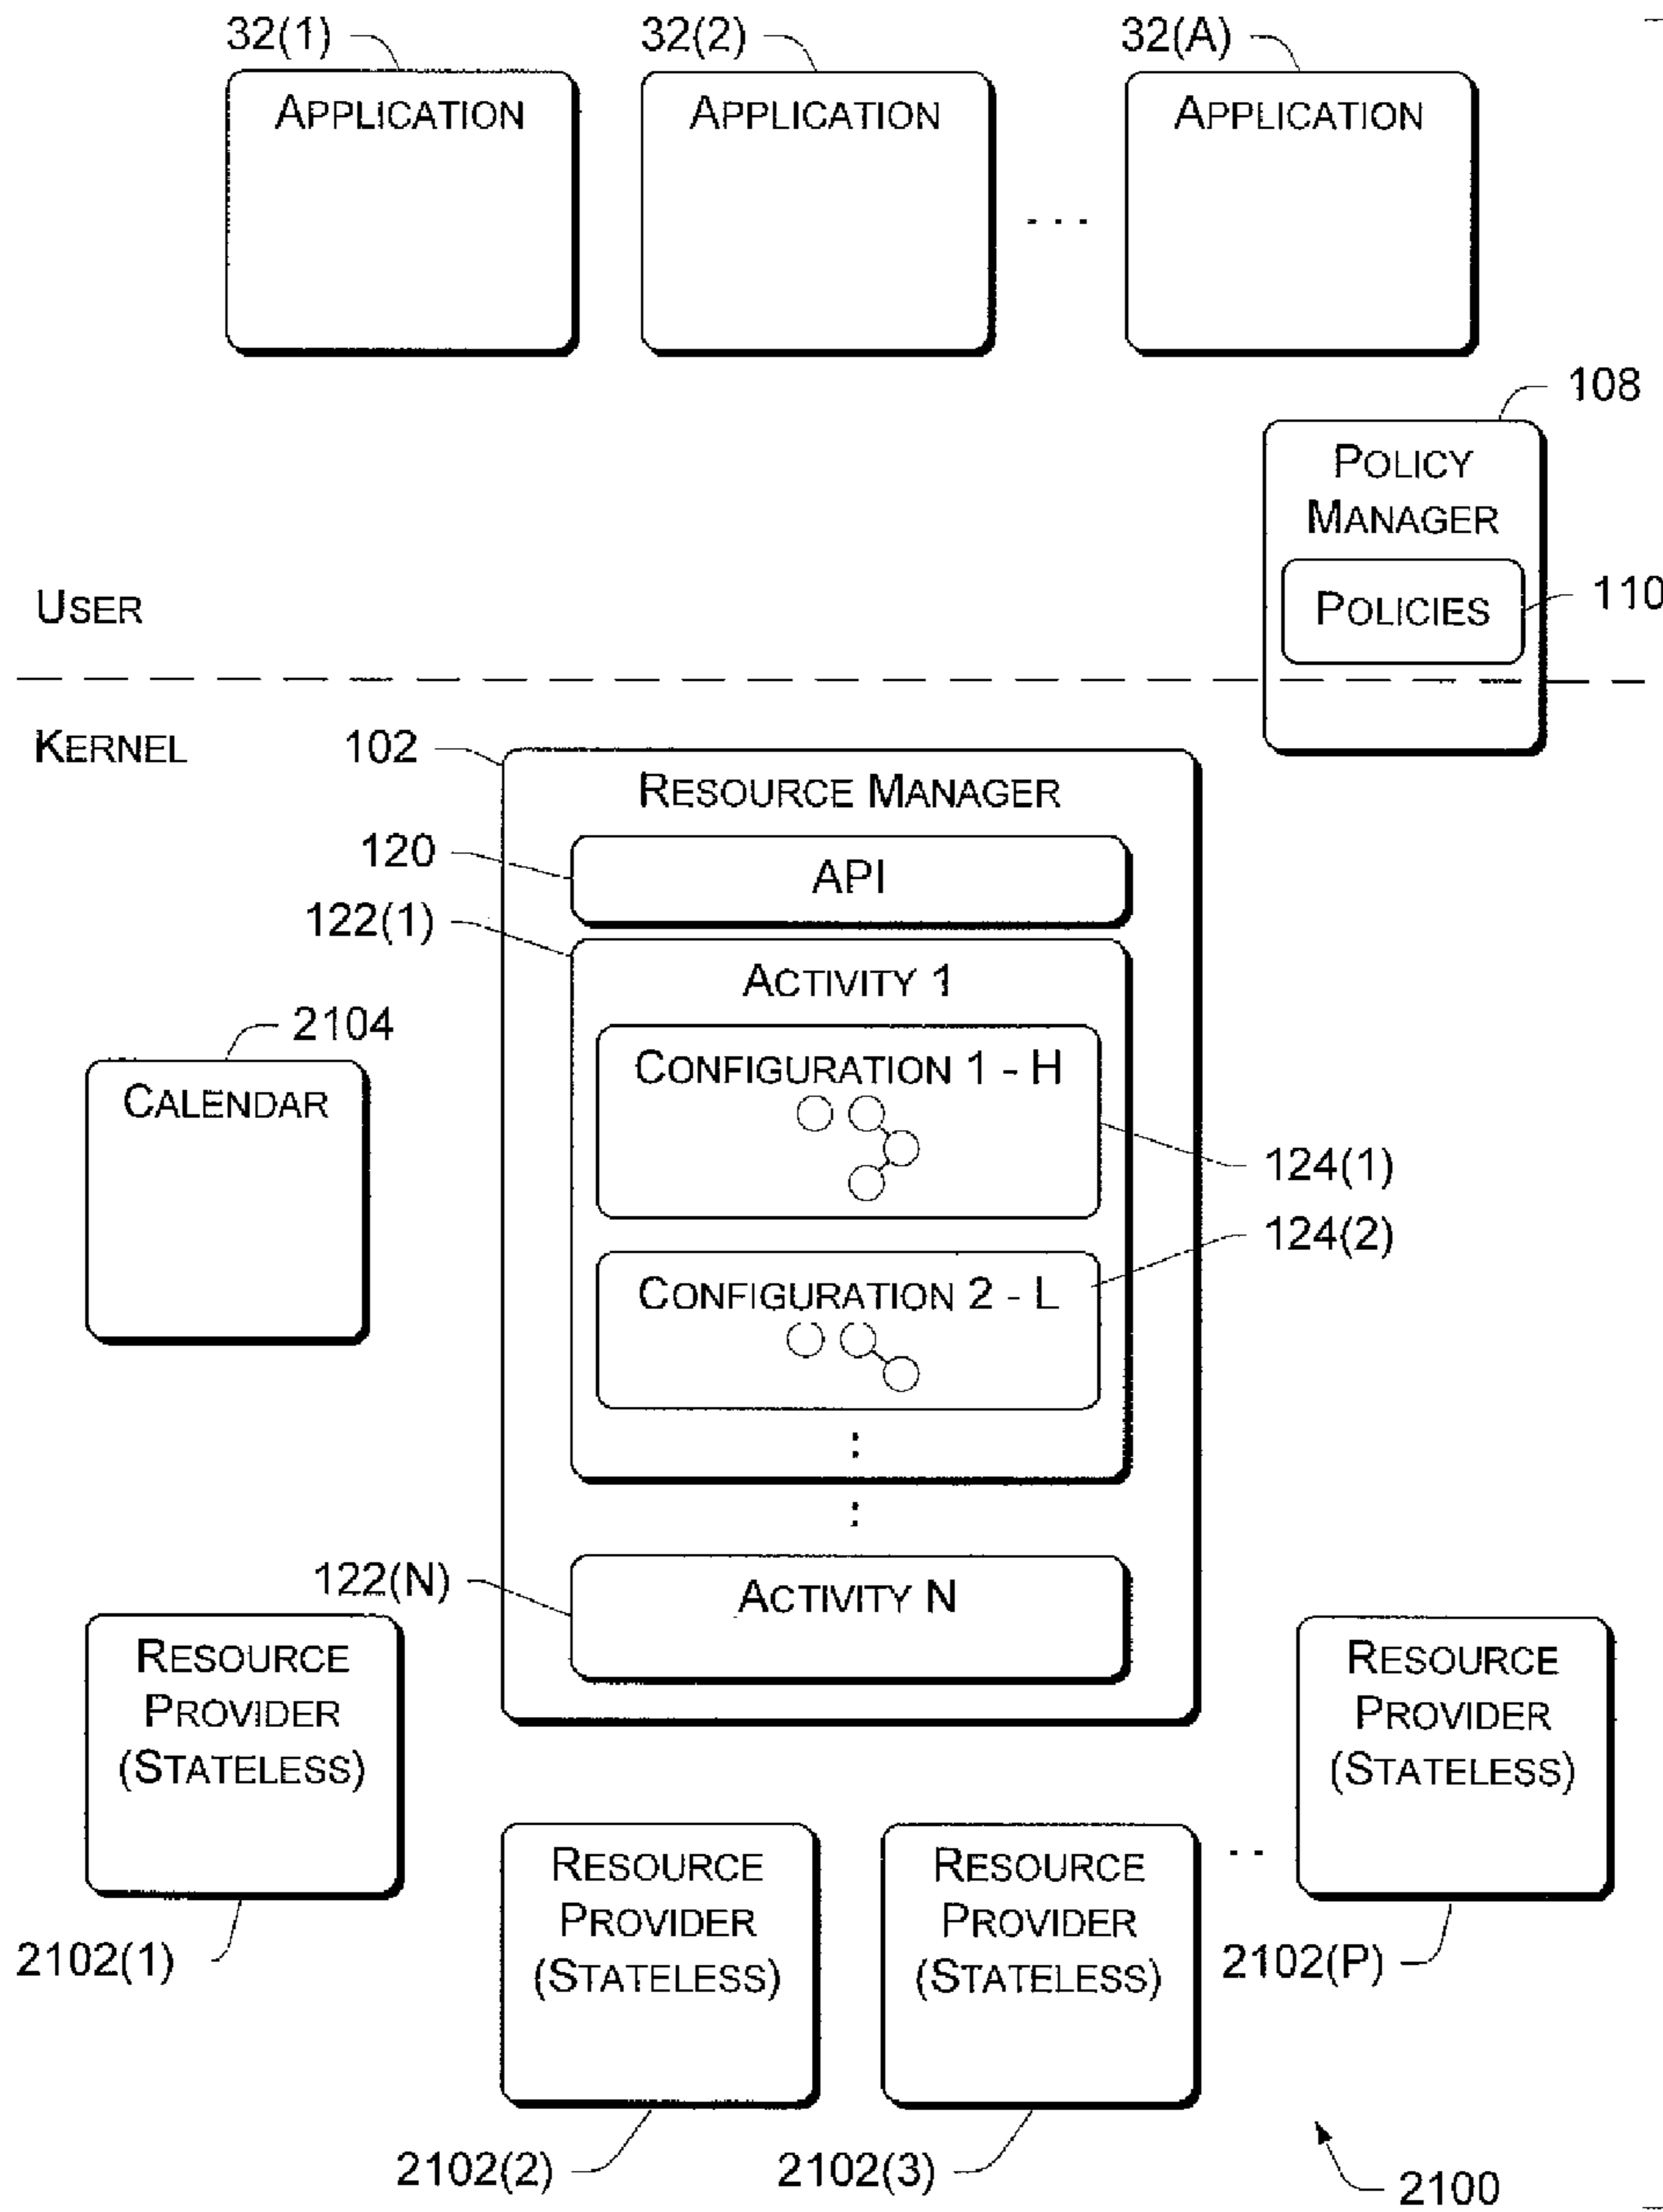 32(1) 32(2) 32(A)
APPLICATION APPLICATION APPLICATION
. . .
108
POLICY
MANAGER
POLICIES
110
USER
KERNEL
102
RESOURCE MANAGER
120
API
122(1)
ACTIVITY 1
2104
CALENDAR
CONFIGURATION 1 - H
124(1)
124(2)
CONFIGURATION 2 - L
122(N)
ACTIVITY N
RESOURCE
PROVIDER
(STATELESS)
2102(1)
RESOURCE
PROVIDER
(STATELESS)
2102(2)
RESOURCE
PROVIDER
(STATELESS)
2102(3)
. .
RESOURCE
PROVIDER
(STATELESS)
2102(P)
2100